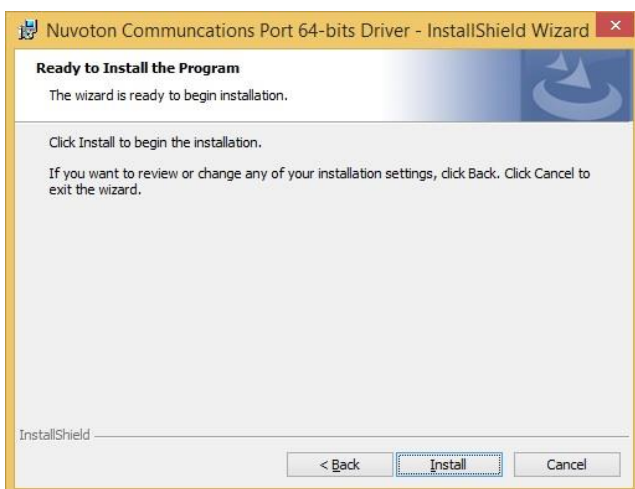 Nuvoton Communcations Port 64-bits Driver - InstallShield Wizard
Ready to Install the Program
The wizard is ready to begin installation.
Click Install to begin the installation.
If you want to review or change any of your installation settings, click Back. Click Cancel to
exit the wizard.
InstallShield
< Back Install Cancel